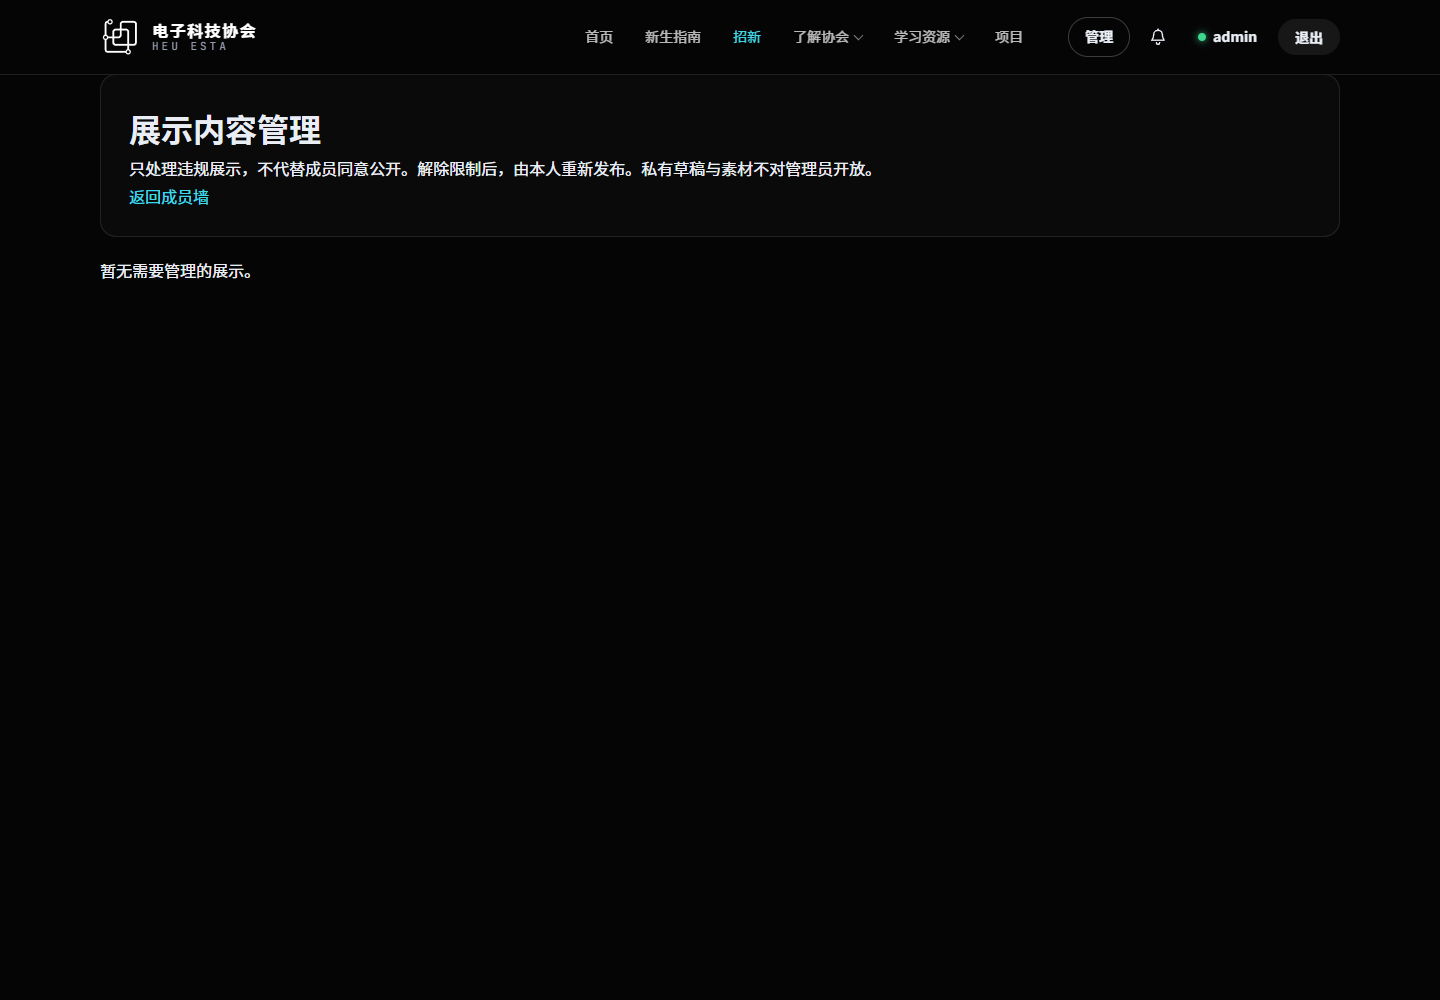 电子科技协会
HEU ESTA
首页 新生指南 招新 了解协会 学习资源 项目 管理 admin 退出
展示内容管理
只处理违规展示，不代替成员同意公开。解除限制后，由本人重新发布。私有草稿与素材不对管理员开放。
返回成员墙
暂无需要管理的展示。